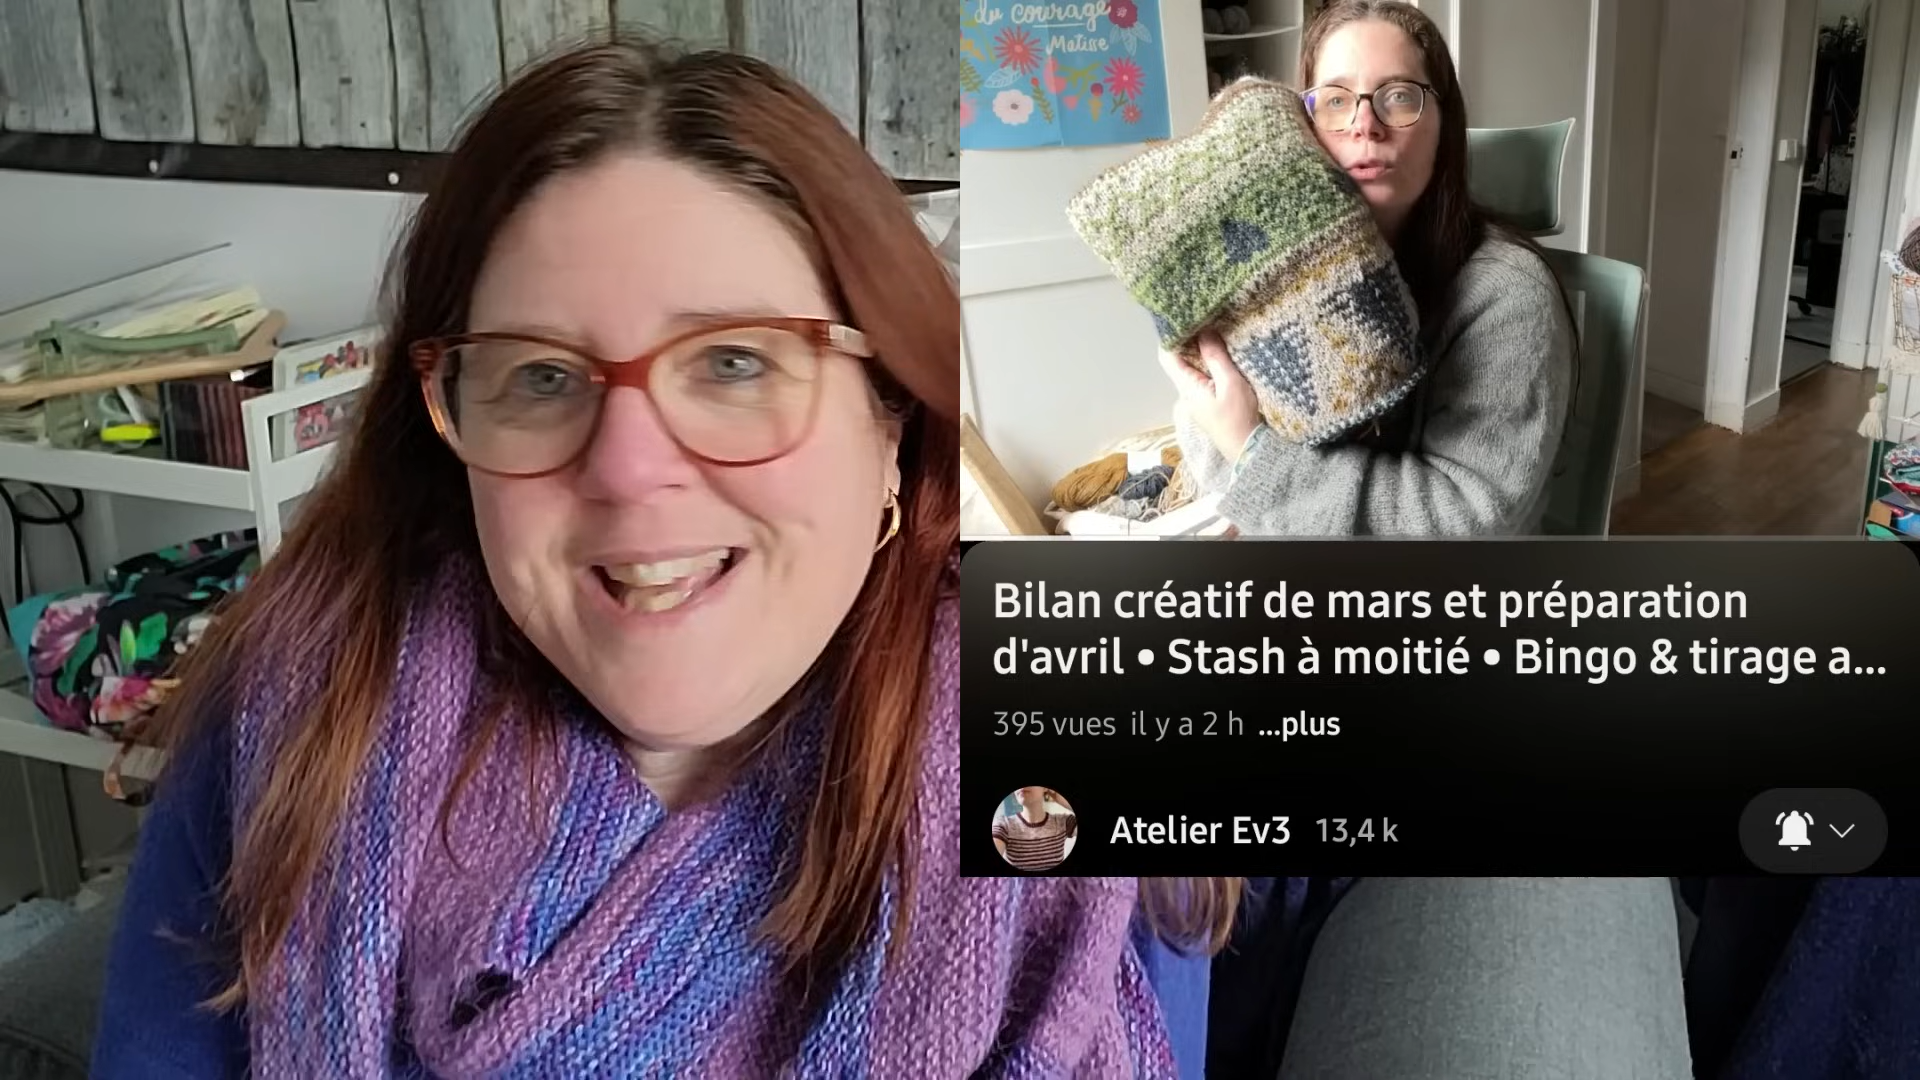 du courage
Matisse
Bilan créatif de mars et préparation
d'avril • Stash à moitié • Bingo & tirage a...
395 vues il y a 2 h ...plus
Atelier Ev3 13,4 k